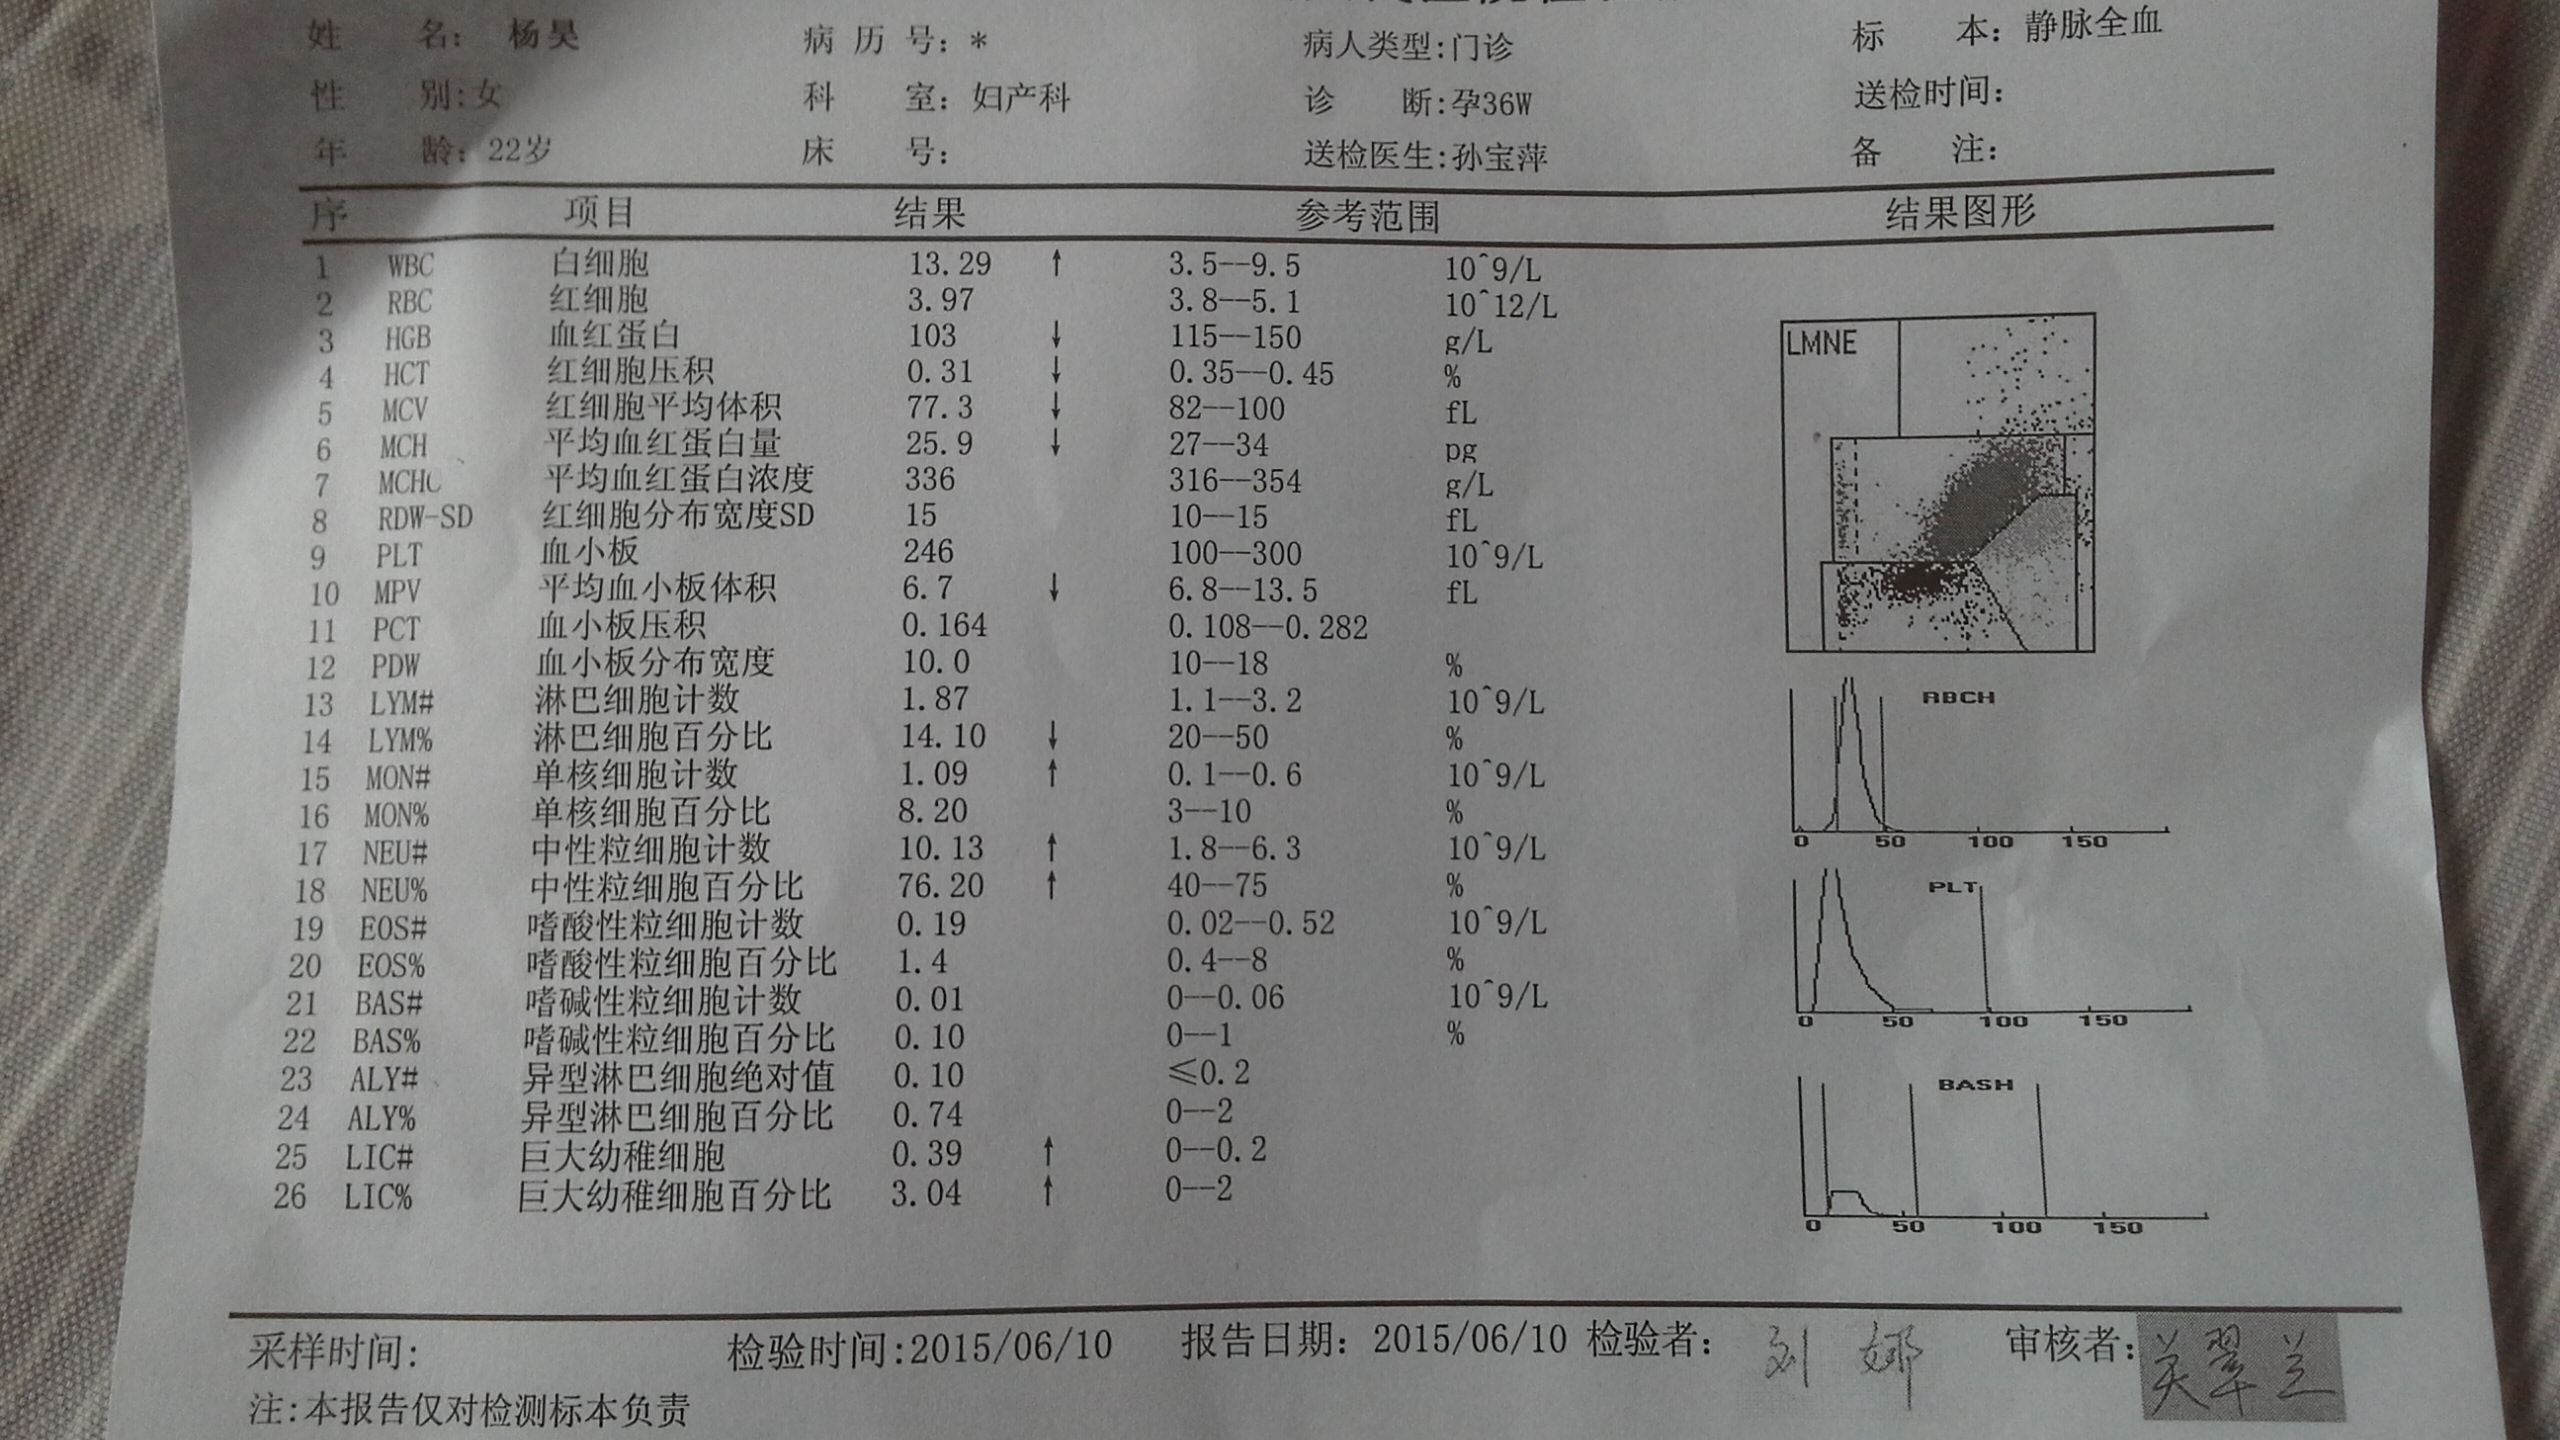 姓 名: 杨昊 病 历 号: * 病人类型:门诊 标 本: 静脉全血
性 别:女 科 室: 妇产科 诊 断:孕36W 送检时间:
年 龄: 22岁 床 号: 送检医生:孙宝萍 备 注:
序 项目 结果 参考范围 结果图形
1 WBC 白细胞 13.29 ↑ 3.5--9.5 10^9/L
2 RBC 红细胞 3.97 3.8--5.1 10^12/L
3 HGB 血红蛋白 103 ↓ 115--150 g/L
4 HCT 红细胞压积 0.31 ↓ 0.35--0.45 %
5 MCV 红细胞平均体积 77.3 ↓ 82--100 fL
6 MCH 平均血红蛋白量 25.9 ↓ 27--34 pg
7 MCHC 平均血红蛋白浓度 336 316--354 g/L
8 RDW-SD 红细胞分布宽度SD 15 10--15 fL
9 PLT 血小板 246 100--300 10^9/L
10 MPV 平均血小板体积 6.7 ↓ 6.8--13.5 fL
11 PCT 血小板压积 0.164 0.108--0.282
12 PDW 血小板分布宽度 10.0 10--18 %
13 LYM# 淋巴细胞计数 1.87 1.1--3.2 10^9/L
14 LYM% 淋巴细胞百分比 14.10 ↓ 20--50 %
15 MON# 单核细胞计数 1.09 ↑ 0.1--0.6 10^9/L
16 MON% 单核细胞百分比 8.20 3--10 %
17 NEU# 中性粒细胞计数 10.13 ↑ 1.8--6.3 10^9/L
18 NEU% 中性粒细胞百分比 76.20 ↑ 40--75 %
19 EOS# 嗜酸性粒细胞计数 0.19 0.02--0.52 10^9/L
20 EOS% 嗜酸性粒细胞百分比 1.4 0.4--8 %
21 BAS# 嗜碱性粒细胞计数 0.01 0--0.06 10^9/L
22 BAS% 嗜碱性粒细胞百分比 0.10 0--1 %
23 ALY# 异型淋巴细胞绝对值 0.10 ≤0.2
24 ALY% 异型淋巴细胞百分比 0.74 0--2
25 LIC# 巨大幼稚细胞 0.39 ↑ 0--0.2
26 LIC% 巨大幼稚细胞百分比 3.04 ↑ 0--2
LMNE
RBCH
0 50 100 150
PLT
0 50 100 150
BASH
0 50 100 150
采样时间: 检验时间:2015/06/10 报告日期: 2015/06/10 检验者: 刘 娜 审核者:
注:本报告仅对检测标本负责